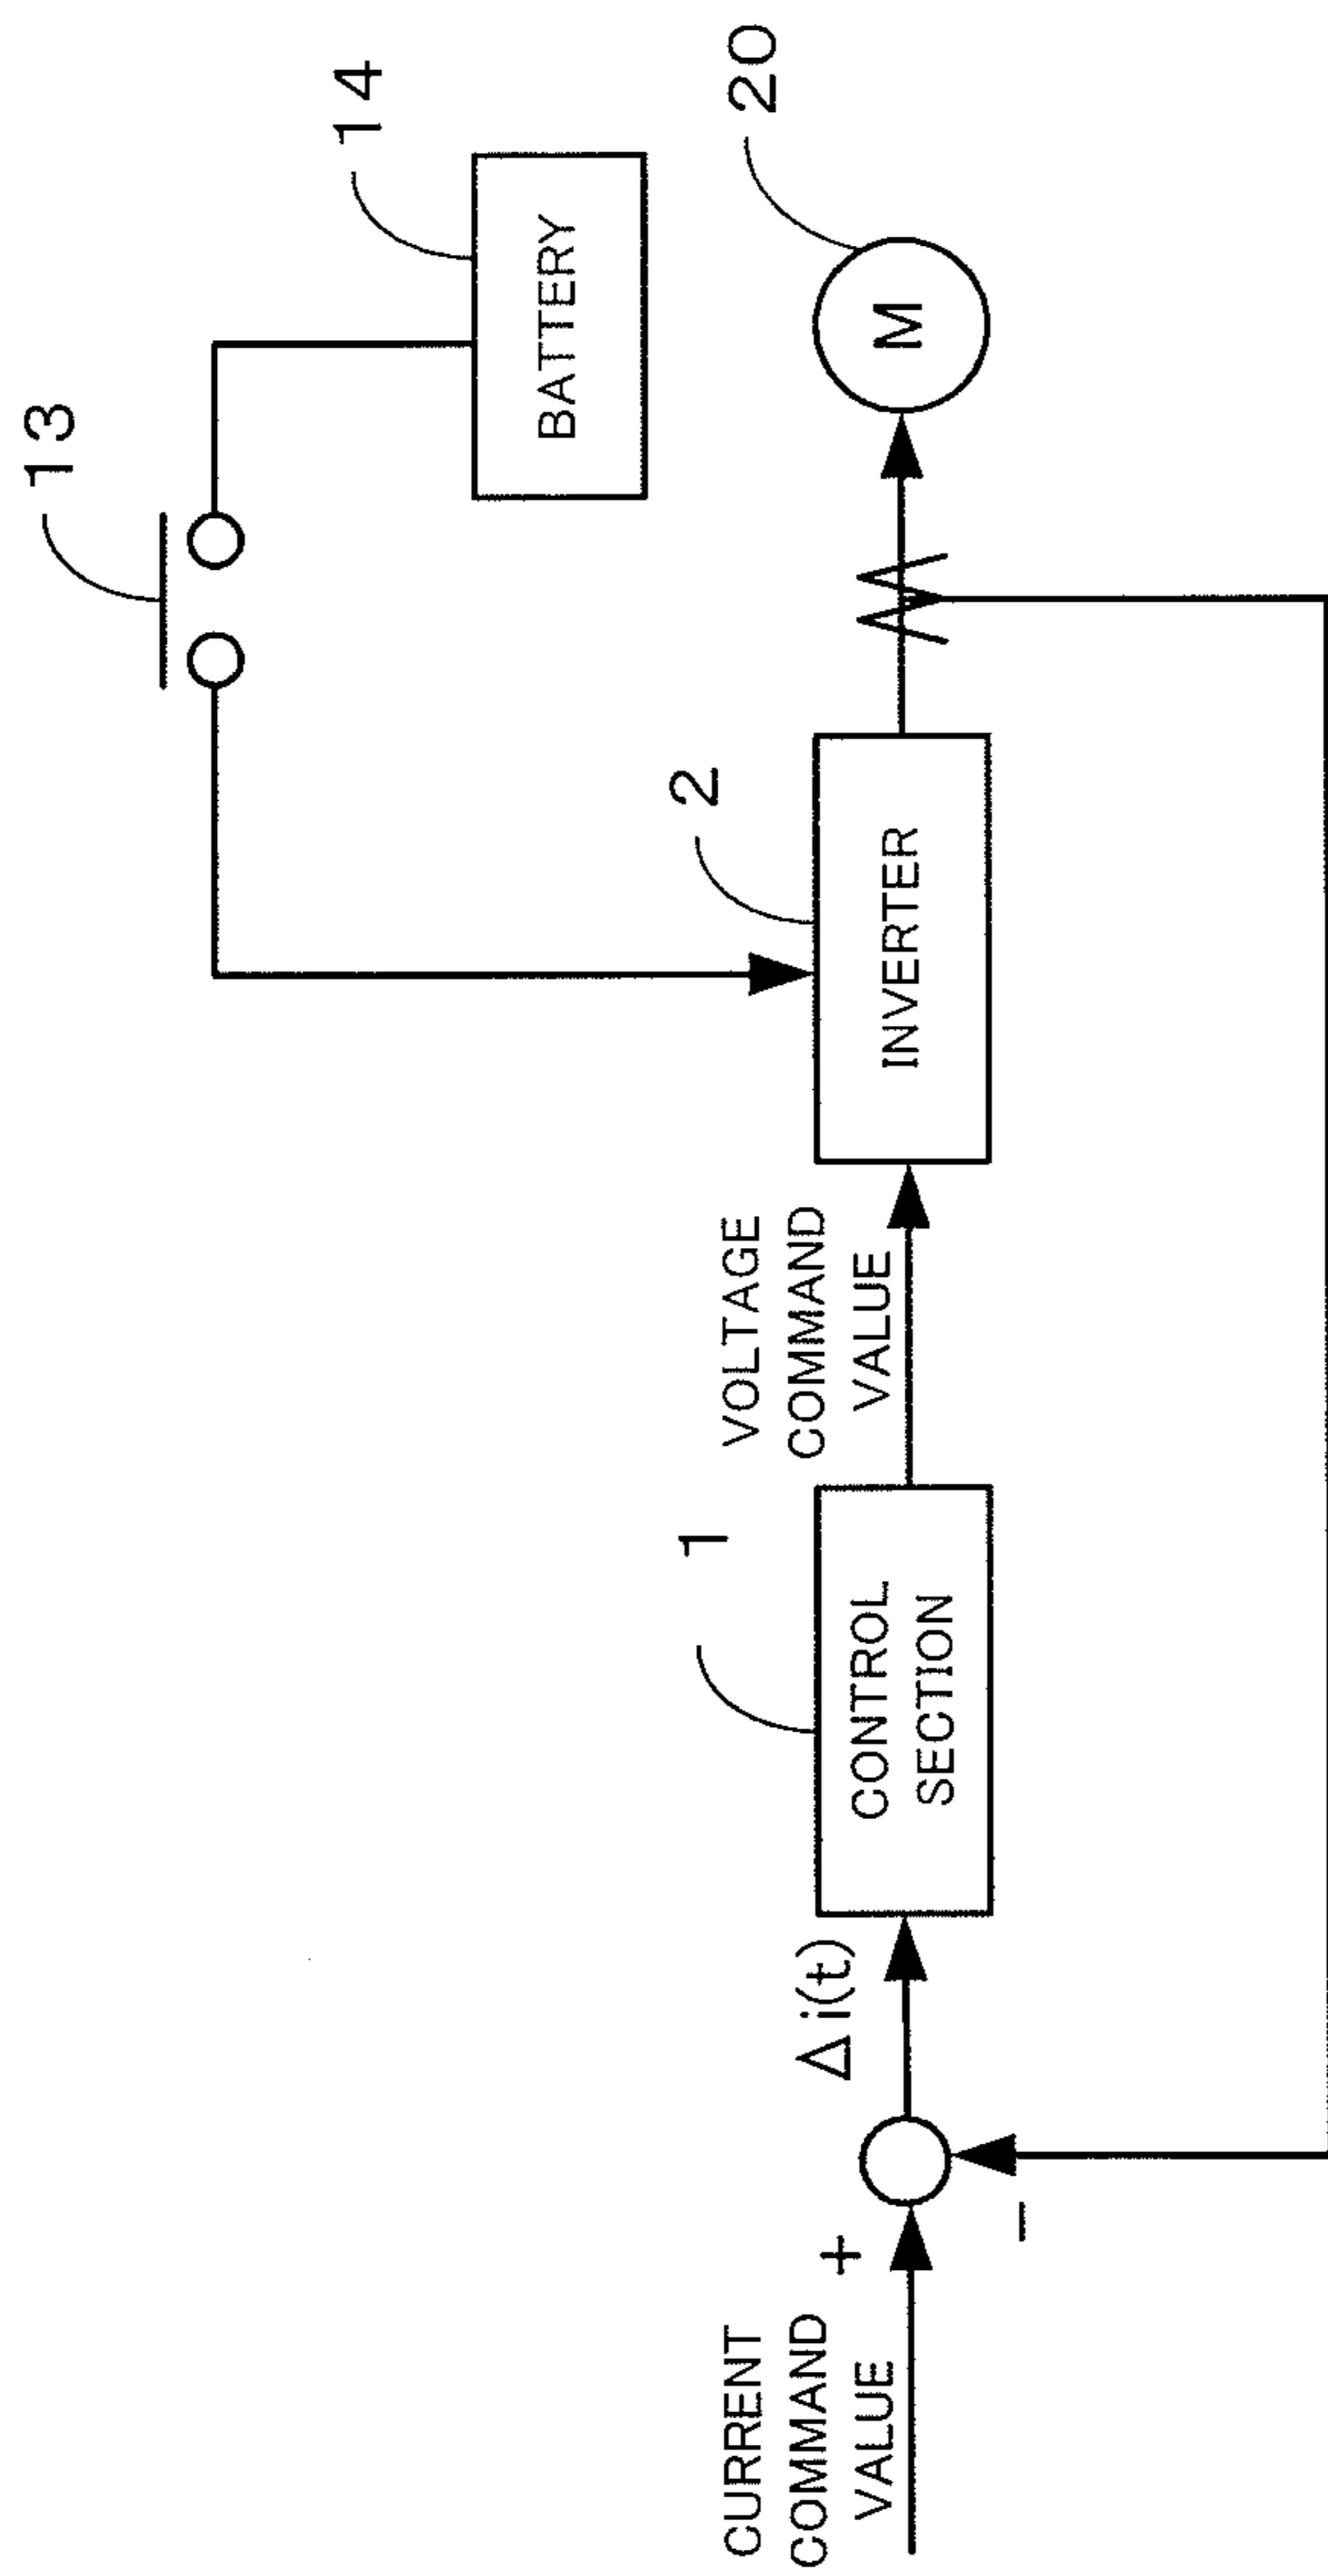 13
14
BATTERY
20
M
2
INVERTER
VOLTAGE
COMMAND
VALUE
1
CONTROL
SECTION
Δi(t)
+
−
CURRENT
COMMAND
VALUE